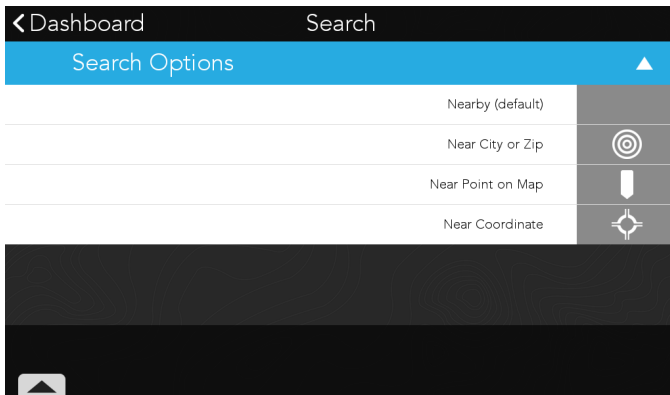 Dashboard Search
Search Options
Nearby (default)
Near City or Zip
Near Point on Map
Near Coordinate